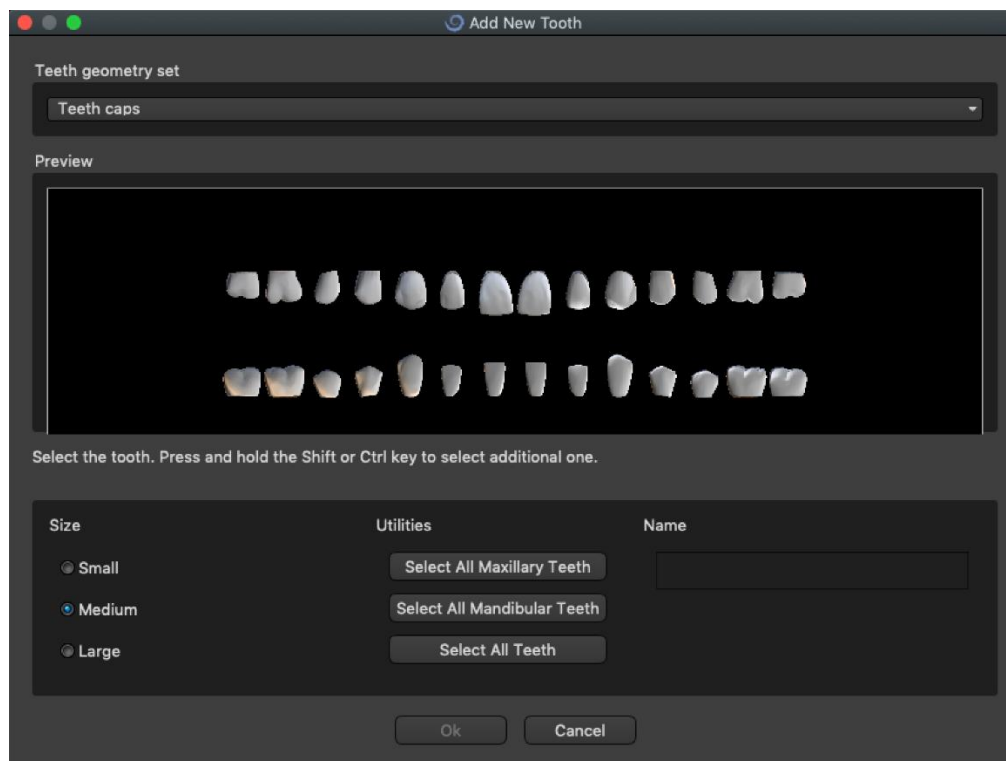 Add New Tooth
Teeth geometry set
Teeth caps
Preview
Select the tooth. Press and hold the Shift or Ctrl key to select additional one.
Size
Utilities
Name
Small
Select All Maxillary Teeth
Medium
Select All Mandibular Teeth
Large
Select All Teeth
Ok
Cancel